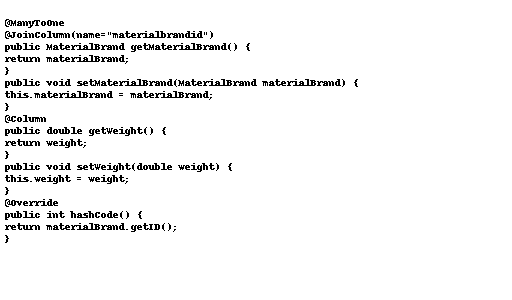 @ManyToOne
@JoinColumn(name="materialbrandid")
public MaterialBrand getMaterialBrand() {
return materialBrand;
}
public void setMaterialBrand(MaterialBrand materialBrand) {
this.materialBrand = materialBrand;
}
@Column
public double getWeight() {
return weight;
}
public void setWeight(double weight) {
this.weight = weight;
}
@Override
public int hashCode() {
return materialBrand.getID();
}